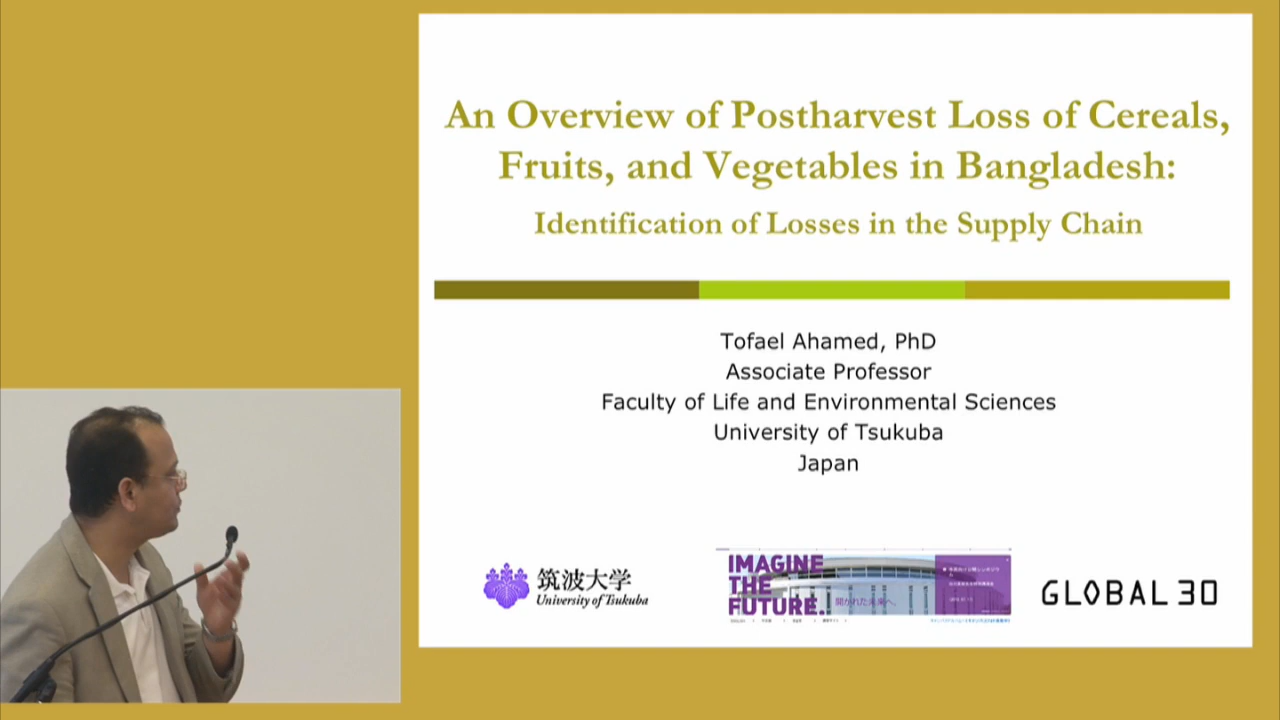 An Overview of Postharvest Loss of Cereals,
Fruits, and Vegetables in Bangladesh:
Identification of Losses in the Supply Chain
Tofael Ahamed, PhD
Associate Professor
Faculty of Life and Environmental Sciences
University of Tsukuba
Japan
筑波大学
University of Tsukuba
IMAGINE
THE
FUTURE.
開かれた未来へ。
GLOBAL 30